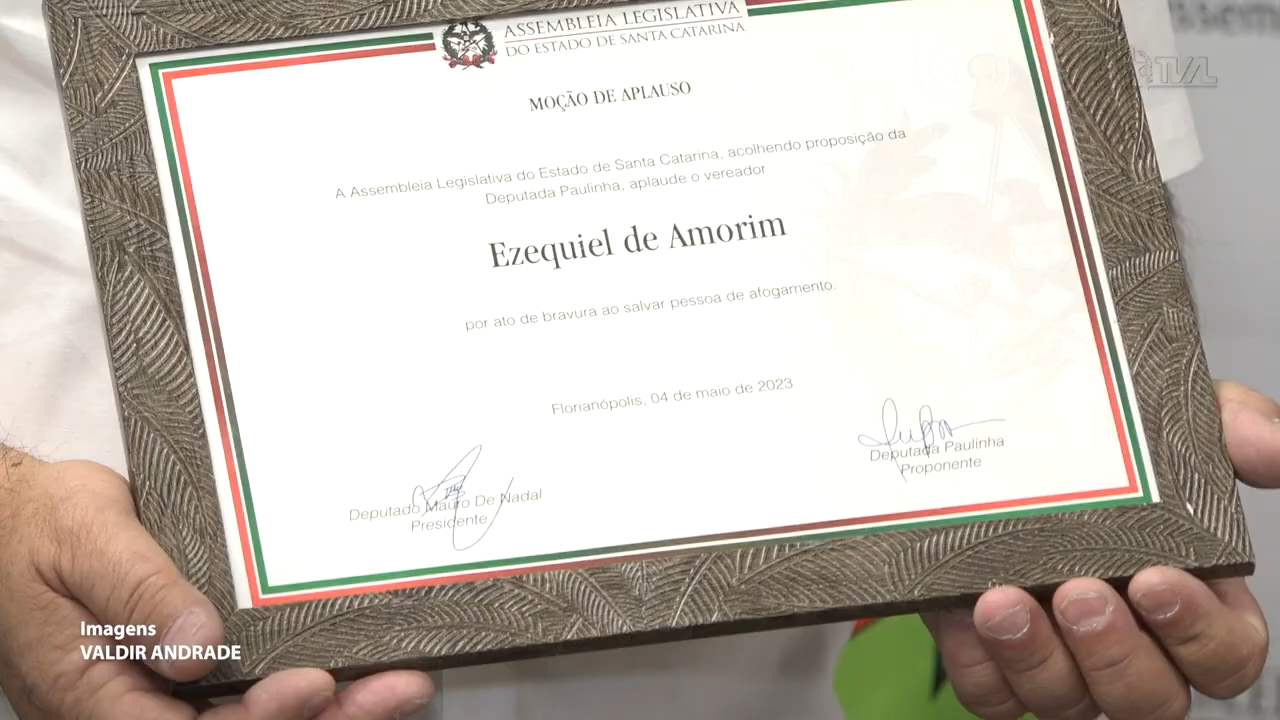 ASSEMBLEIA LEGISLATIVA
DO ESTADO DE SANTA CATARINA
TVAL
MOÇÃO DE APLAUSO
A Assembleia Legislativa do Estado de Santa Catarina, acolhendo proposição da
Deputada Paulinha, aplaude o vereador
Ezequiel de Amorim
por ato de bravura ao salvar pessoa de afogamento.
Florianópolis, 04 de maio de 2023
Deputado Mauro De Nadal
Presidente
Deputada Paulinha
Proponente
Imagens
VALDIR ANDRADE